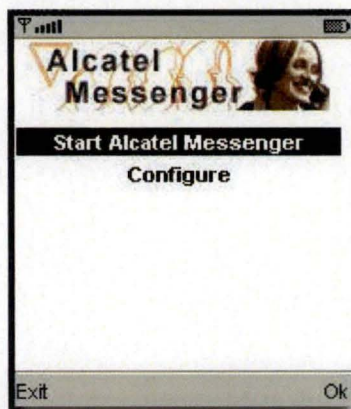 Alcatel
Messenger
Start Alcatel Messenger
Configure
Exit Ok